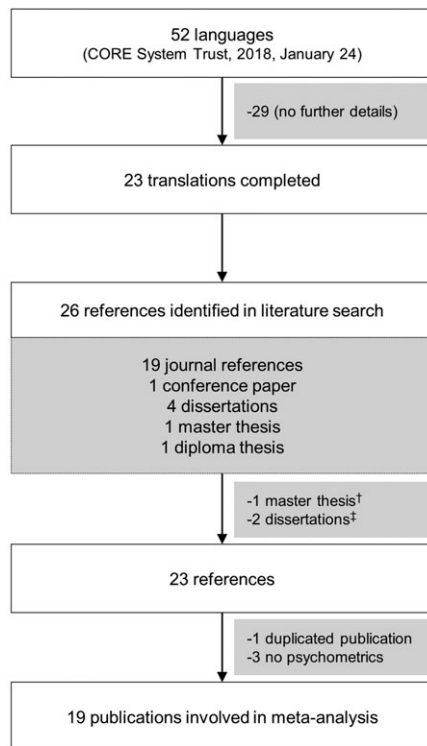 52 languages
(CORE System Trust, 2018, January 24)
-29 (no further details)
23 translations completed
26 references identified in literature search
19 journal references
1 conference paper
4 dissertations
1 master thesis
1 diploma thesis
-1 master thesis†
-2 dissertations‡
23 references
-1 duplicated publication
-3 no psychometrics
19 publications involved in meta-analysis